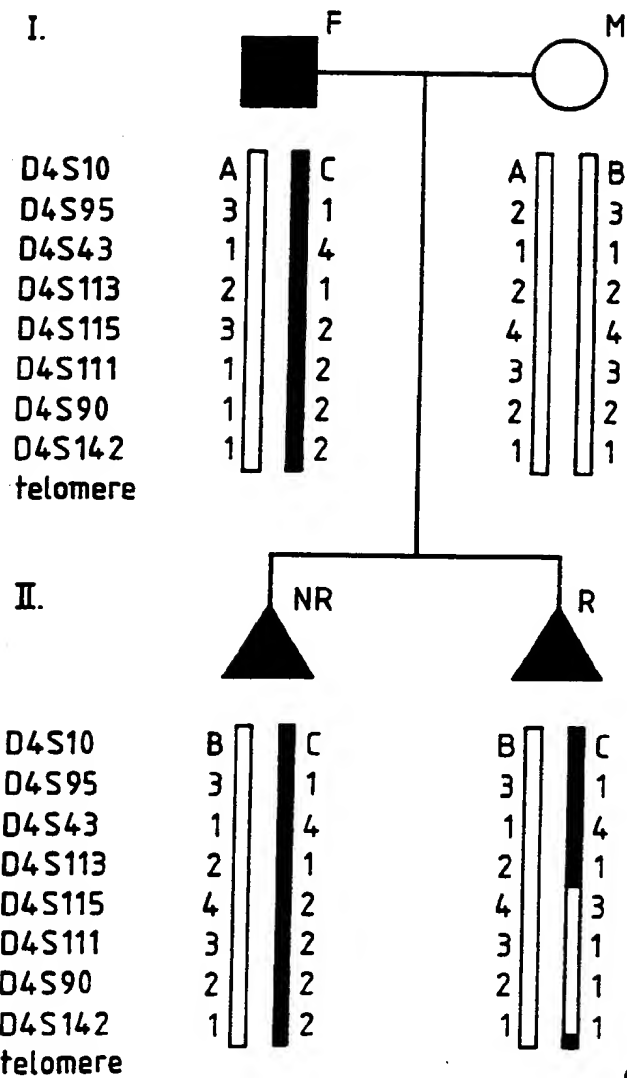 I. F M
D4S10 A C A B
D4S95 3 1 2 3
D4S43 1 4 1 1
D4S113 2 1 2 2
D4S115 3 2 4 4
D4S111 1 2 3 3
D4S90 1 2 2 2
D4S142 1 2 1 1
telomere
II. NR R
D4S10 B C B C
D4S95 3 1 3 1
D4S43 1 4 1 4
D4S113 2 1 2 1
D4S115 4 2 4 3
D4S111 3 2 3 1
D4S90 2 2 2 1
D4S142 1 2 1 1
telomere